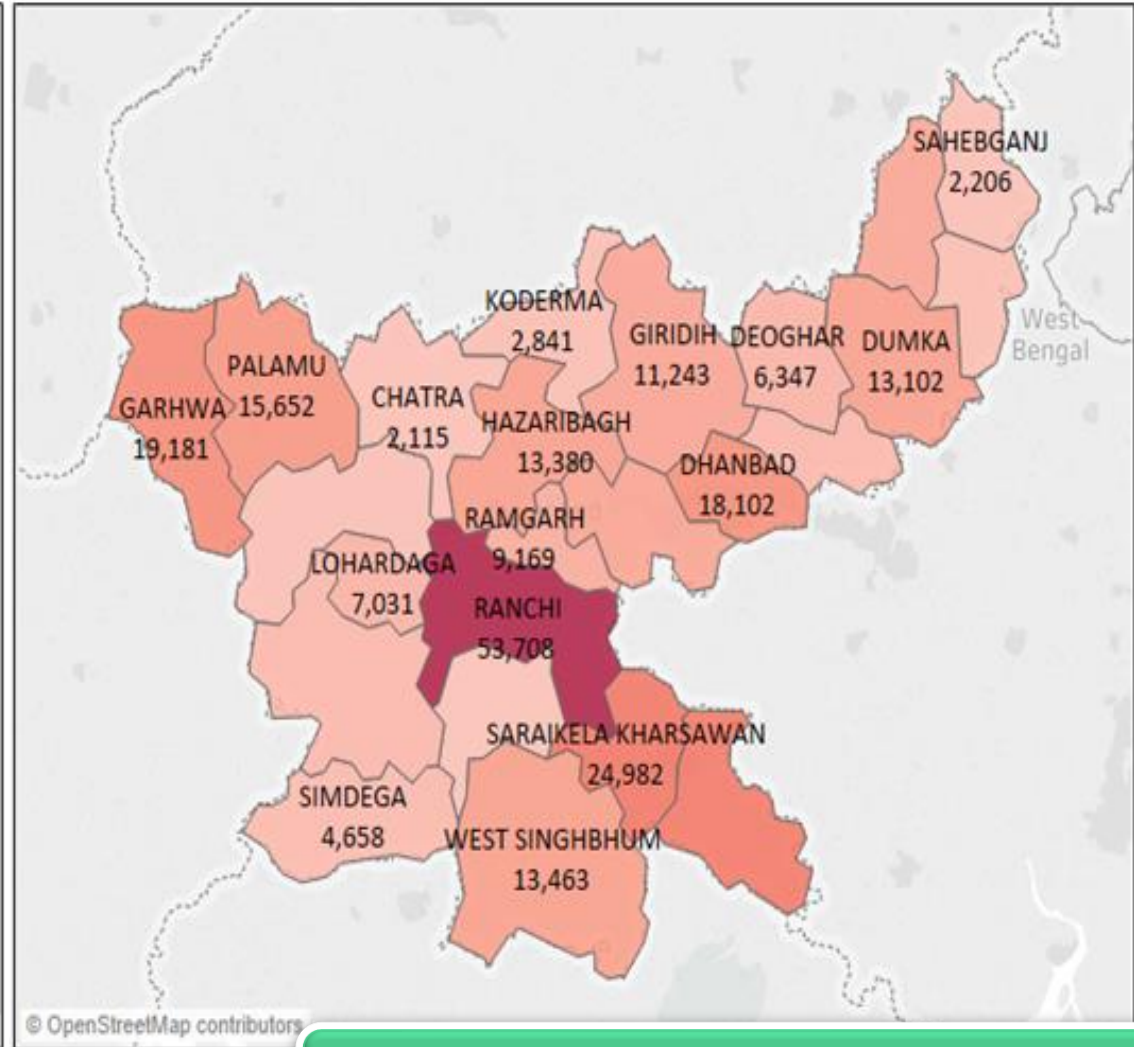 SAHEBGANJ
2,206
West
Bengal
KODERMA
2,841
GIRIDIH
11,243
DEOGHAR
6,347
DUMKA
13,102
PALAMU
15,652
GARHWA
19,181
CHATRA
2,115
HAZARIBAGH
13,380
DHANBAD
18,102
RAMGARH
9,169
LOHARDAGA
7,031
RANCHI
53,708
SARAIKELA KHARSAWAN
24,982
SIMDEGA
4,658
WEST SINGHBHUM
13,463
© OpenStreetMap contributors